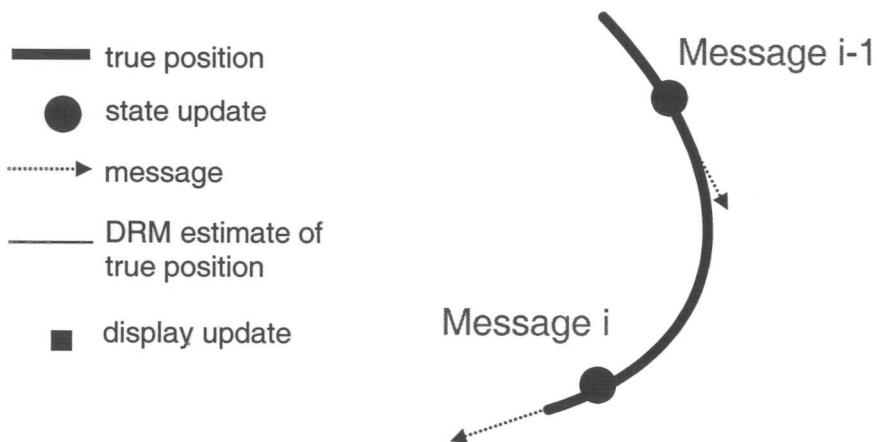 true position
state update
message
DRM estimate of
true position
display update
Message i-1
Message i